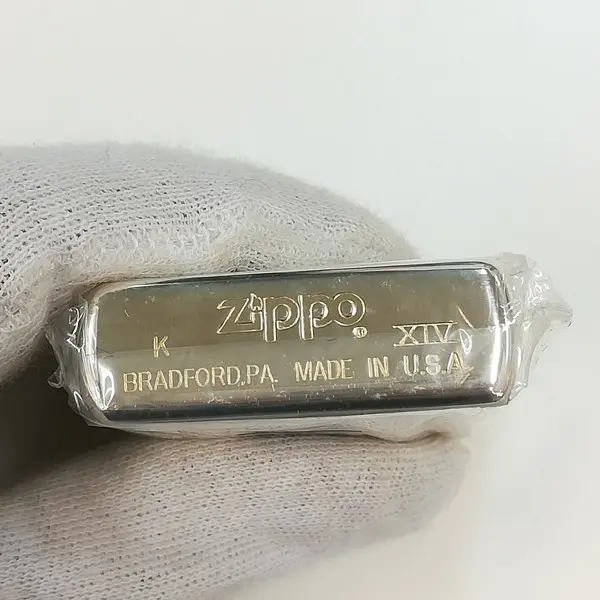 Zippo®
K XIV
BRADFORD,PA. MADE IN U.S.A.